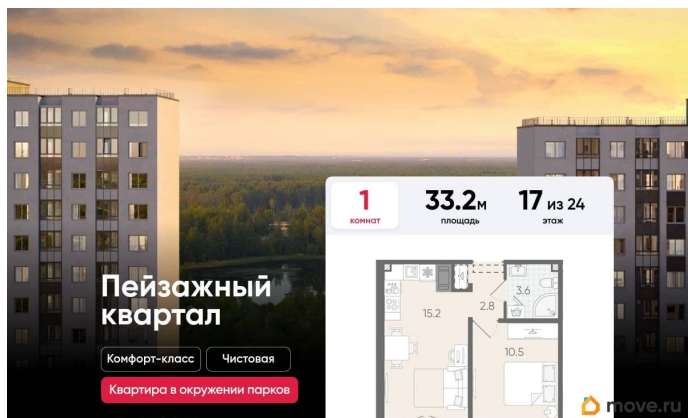 1
комнат
33.2м
площадь
17 из 24
этаж
Пейзажный
квартал
Комфорт-класс
Чистовая
Квартира в окружении парков
15.2
2.8
3.6
10.5
move.ru